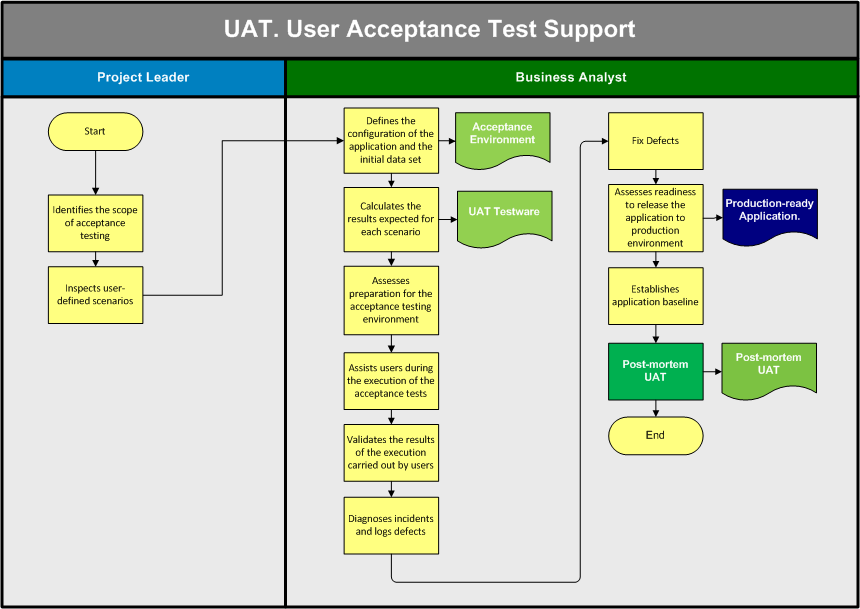 UAT. User Acceptance Test Support
Project Leader
Business Analyst
Start
Identifies the scope
of acceptance
testing
Inspects user-
defined scenarios
Defines the
configuration of the
application and the
initial data set
Acceptance
Environment
Calculates the
results expected for
each scenario
UAT Testware
Assesses
preparation for the
acceptance testing
environment
Assists users during
the execution of the
acceptance tests
Validates the results
of the execution
carried out by users
Diagnoses incidents
and logs defects
Fix Defects
Assesses readiness
to release the
application to
production
environment
Production-ready
Application.
Establishes
application baseline
Post-mortem
UAT
Post-mortem
UAT
End